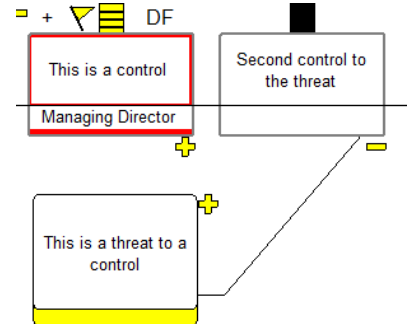 + DF
This is a control
Managing Director
Second control to
the threat
This is a threat to a
control